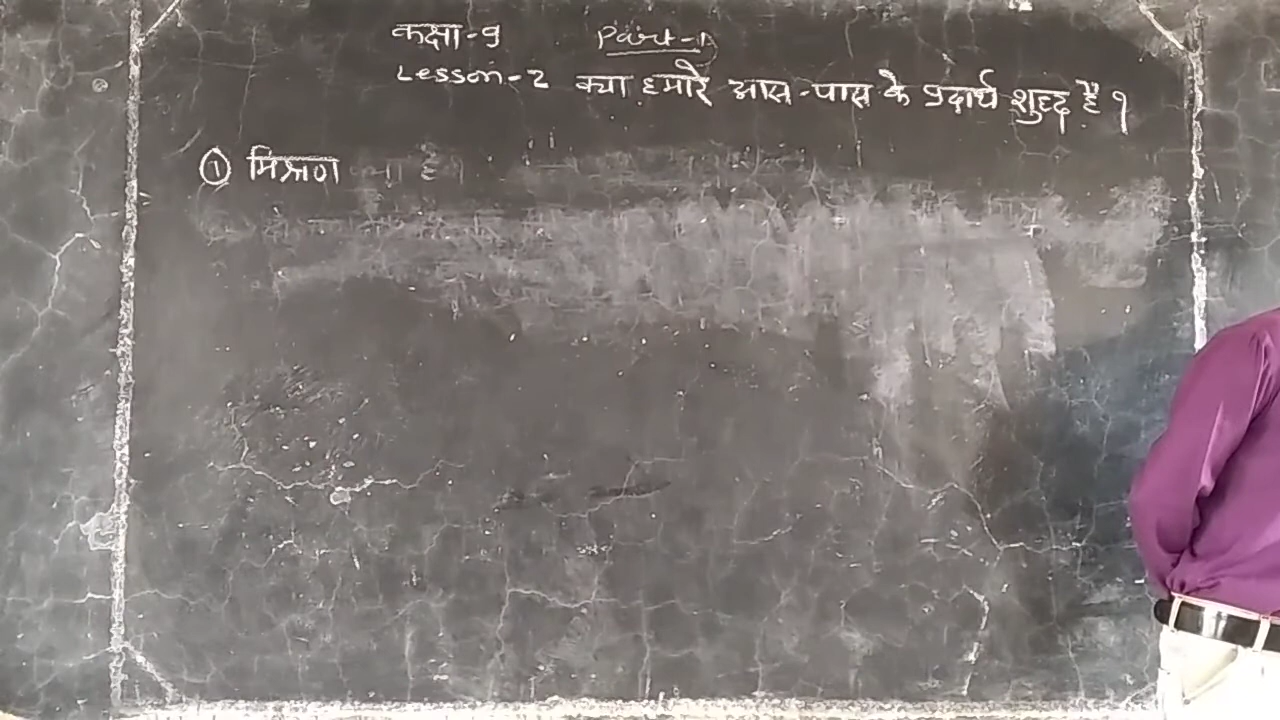 कक्षा-9 Part-1
Lesson-2 क्या हमारे आस-पास के पदार्थ शुद्ध है ?
① मिश्रण